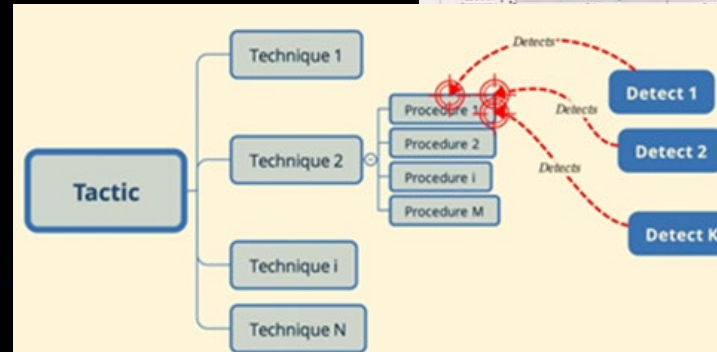 Tactic
Technique 1
Technique 2
Technique i
Technique N
Procedure 1
Procedure 2
Procedure i
Procedure M
Detects
Detects
Detects
Detect 1
Detect 2
Detect K